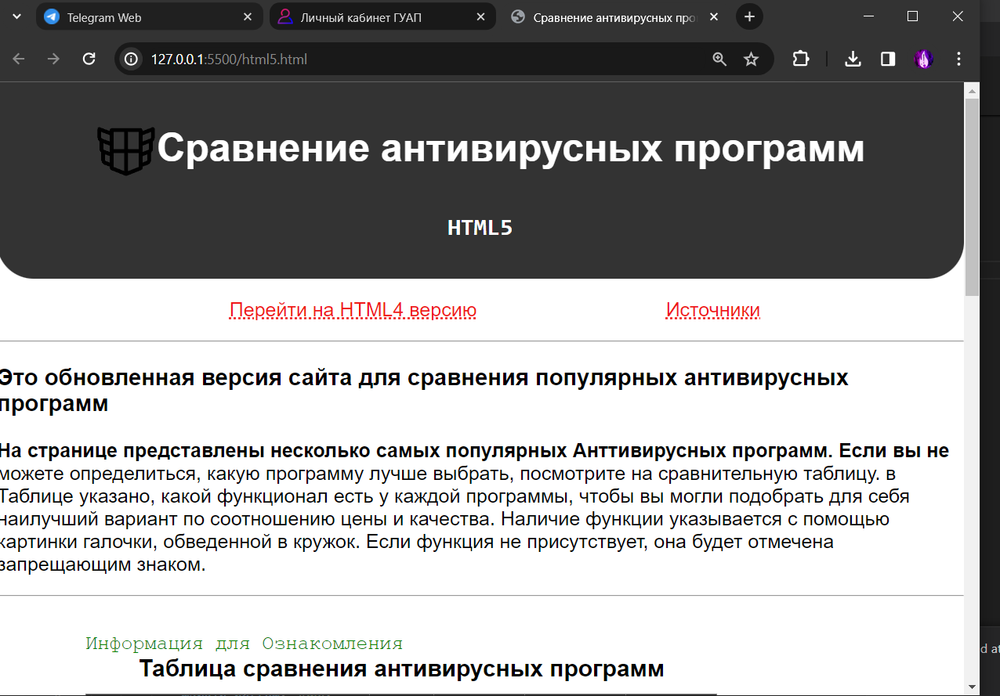 Telegram Web
Личный кабинет ГУАП
Сравнение антивирусных про
127.0.0.1:5500/html5.html
Сравнение антивирусных программ
HTML5
Перейти на HTML4 версию
Источники
Это обновленная версия сайта для сравнения популярных антивирусных
программ
На странице представлены несколько самых популярных Анттивирусных программ. Если вы не
можете определиться, какую программу лучше выбрать, посмотрите на сравнительную таблицу. в
Таблице указано, какой функционал есть у каждой программы, чтобы вы могли подобрать для себя
наилучший вариант по соотношению цены и качества. Наличие функции указывается с помощью
картинки галочки, обведенной в кружок. Если функция не присутствует, она будет отмечена
запрещающим знаком.
Информация для Ознакомления
Таблица сравнения антивирусных программ